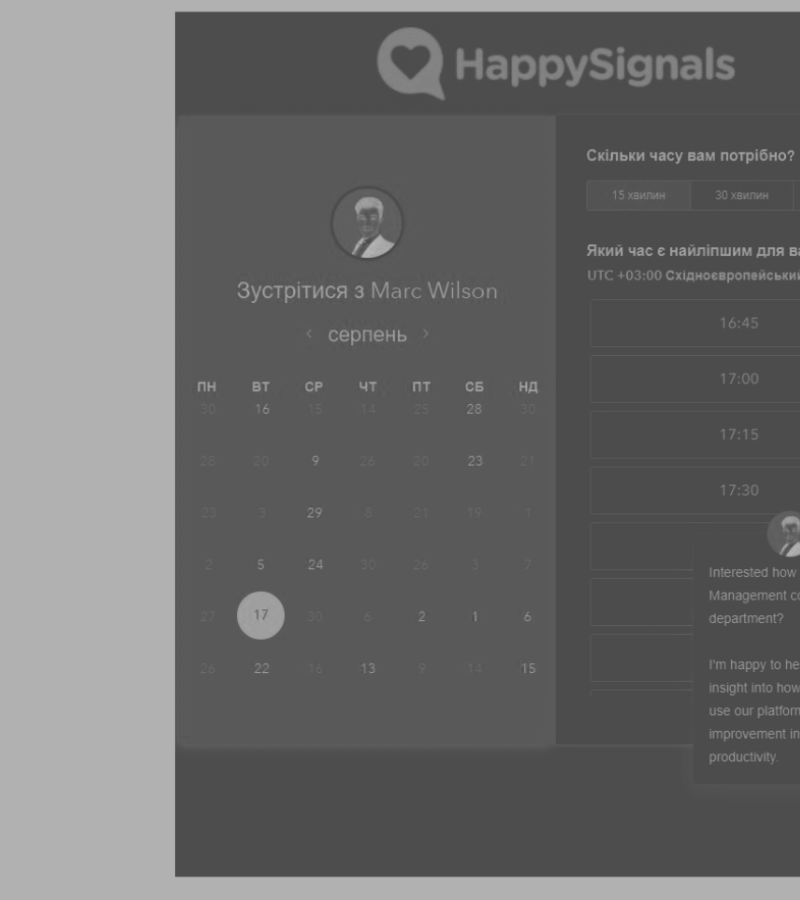 HappySignals
Зустрітися з Marc Wilson
серпень
ПН ВТ СР ЧТ ПТ СБ НД
30 16 15 14 25 28 30
28 20 9 26 20 23 21
23 3 29 8 21 19 1
2 5 24 30 26 3 7
27 17 30 6 2 1 6
26 22 16 13 9 14 15
Скільки часу вам потрібно?
15 хвилин 30 хвилин
Який час є найліпшим для ва
UTC +03:00 Східноєвропейський
16:45
17:00
17:15
17:30
Interested how
Management co
department?
I'm happy to he
insight into how
use our platform
improvement in
productivity.